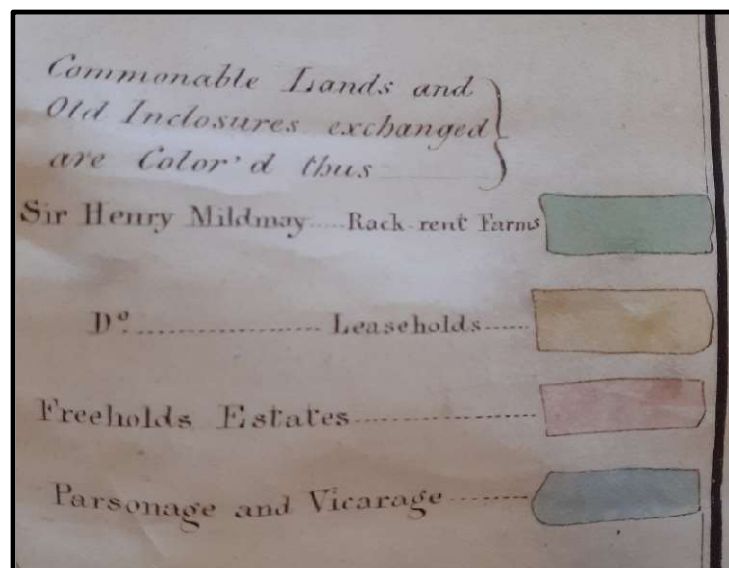 Commonable Lands and
Old Inclosures exchanged
are Color'd thus
Sir Henry Mildmay ..... Rack rent Farms
Dº ..................... Leaseholds ......
Freeholds Estates .......................
Parsonage and Vicarage ..........